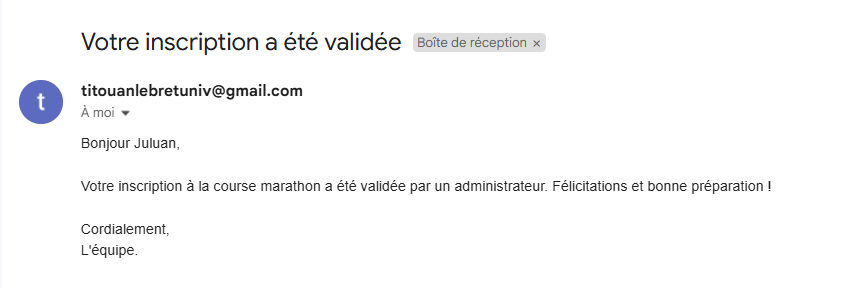 Votre inscription a été validée Boîte de réception ×
t
titouanlebretuniv@gmail.com
À moi
Bonjour Juluan,
Votre inscription à la course marathon a été validée par un administrateur. Félicitations et bonne préparation !
Cordialement,
L'équipe.